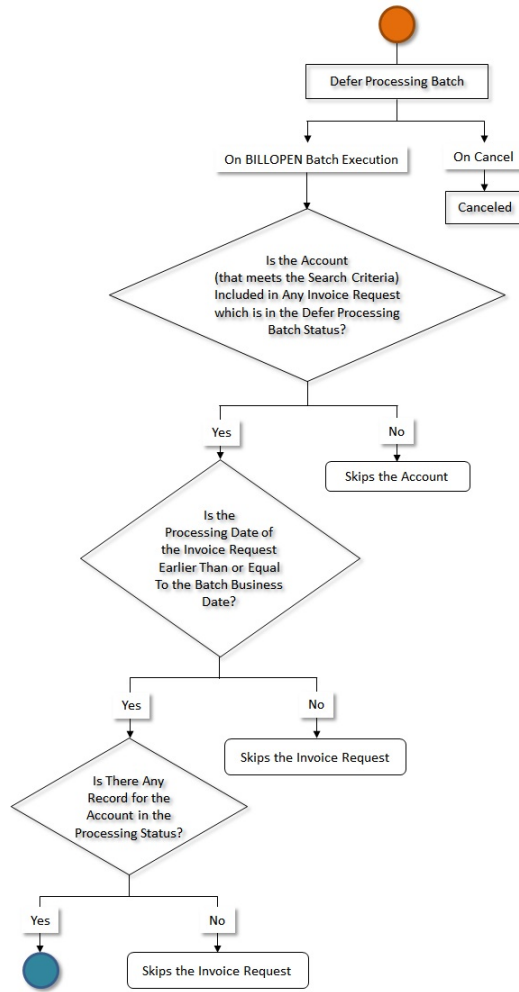 Defer Processing Batch
On BILLOPEN Batch Execution
On Cancel
Canceled
Is the Account
(that meets the Search Criteria)
Included in Any Invoice Request
which is in the Defer Processing
Batch Status?
Yes
No
Skips the Account
Is the
Processing Date of
the Invoice Request
Earlier Than or Equal
To the Batch Business
Date?
Yes
No
Skips the Invoice Request
Is There Any
Record for the
Account in the
Processing Status?
Yes
No
Skips the Invoice Request